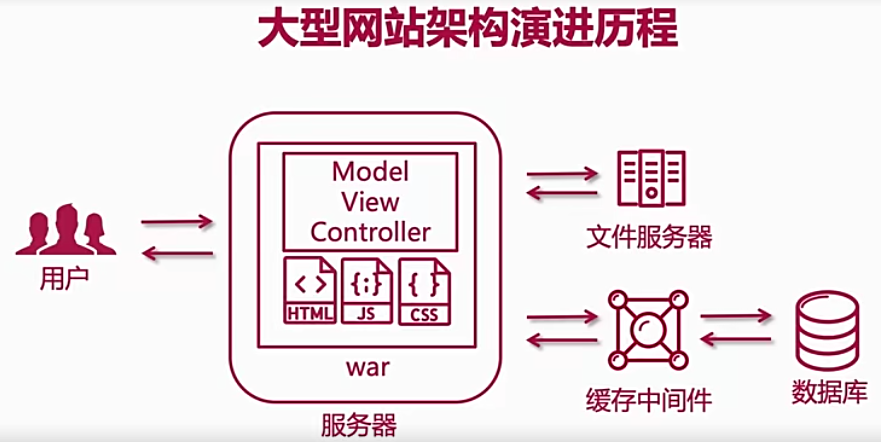 大型网站架构演进历程
Model
View
Controller
< >
HTML
{;}
JS
{ }
CSS
war
服务器
用户
文件服务器
缓存中间件
数据库